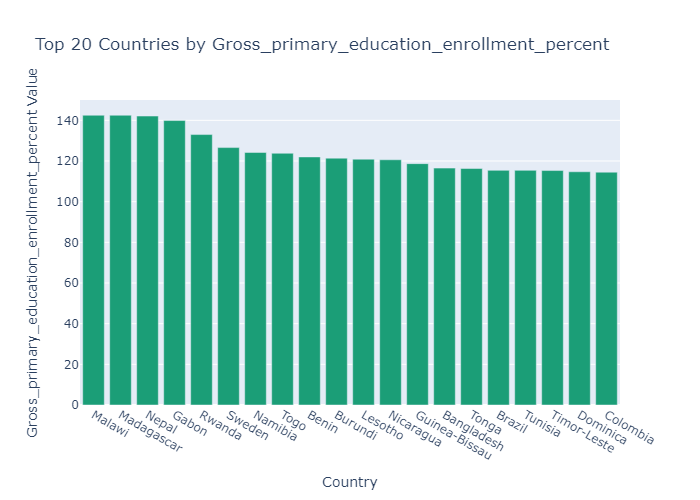 Top 20 Countries by Gross_primary_education_enrollment_percent
Gross_primary_education_enrollment_percent Value
140
120
100
80
60
40
20
0
Malawi
Madagascar
Nepal
Gabon
Rwanda
Sweden
Namibia
Togo
Benin
Burundi
Lesotho
Nicaragua
Guinea-Bissau
Bangladesh
Tonga
Brazil
Tunisia
Timor-Leste
Dominica
Colombia
Country